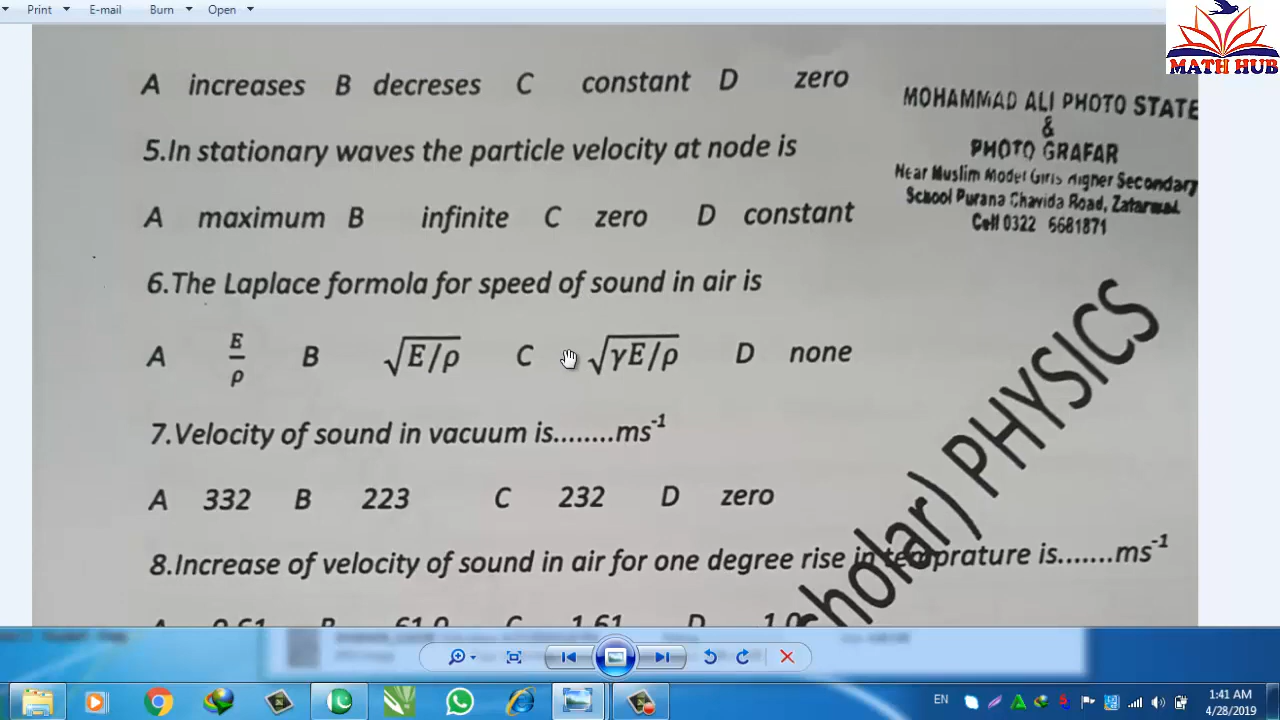 Print E-mail Burn Open
MATH HUB
A increases B decreses C constant D zero
MOHAMMAD ALI PHOTO STATE
&
PHOTO GRAFAR
Near Muslim Model Girls Higner Secondary
School Purana Chavida Road, Zafarwal.
Cell 0322 6681871
5.In stationary waves the particle velocity at node is
A maximum B infinite C zero D constant
6.The Laplace formola for speed of sound in air is
A E/ρ B √E/ρ C √γE/ρ D none
7.Velocity of sound in vacuum is........ms⁻¹
A 332 B 223 C 232 D zero
8.Increase of velocity of sound in air for one degree rise in temprature is.......ms⁻¹
holar) PHYSICS
EN 1:41 AM
4/28/2019